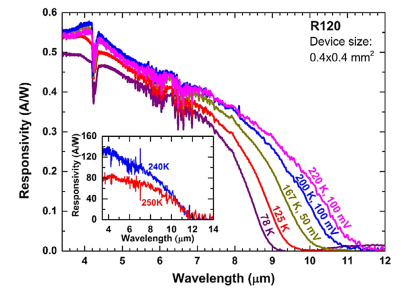 R120
Device size:
0.4x0.4 mm²
Responsivity (A/W)
0.6
0.5
0.4
0.3
0.2
0.1
0.0
4 5 6 7 8 9 10 11 12
Wavelength (μm)
78 K
125 K
167 K, 50 mV
200 K, 100 mV
220 K, 100 mV
Responsivity (A/W)
160
120
80
40
0
240K
250K
4 6 8 10 12 14
Wavelength (μm)